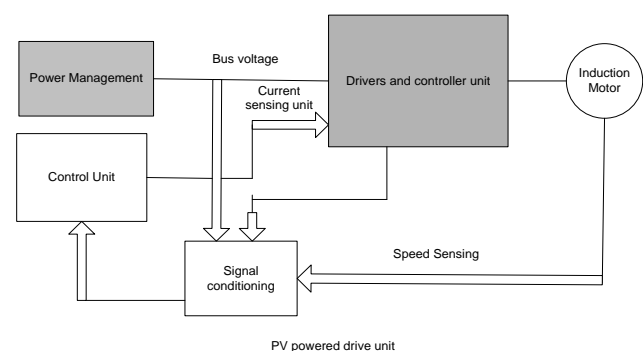 Bus voltage
Power Management
Drivers and controller unit
Induction
Motor
Current
sensing unit
Control Unit
Speed Sensing
Signal
conditioning
PV powered drive unit